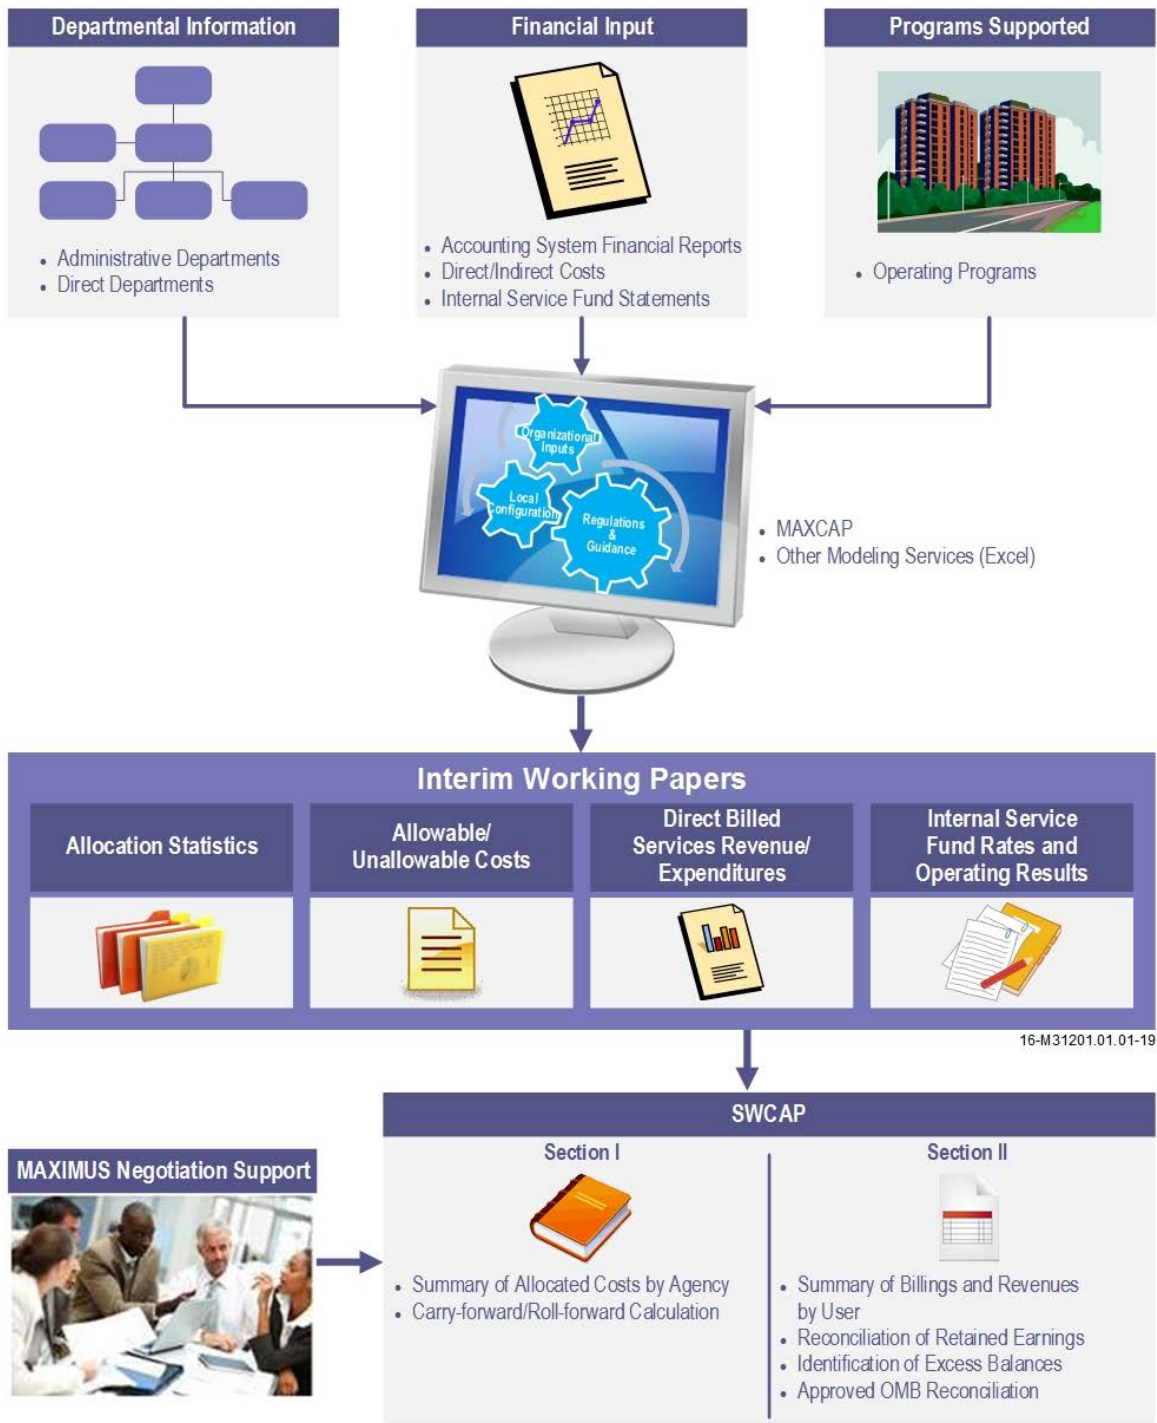 Departmental Information
Financial Input
Programs Supported
• Administrative Departments
• Direct Departments
• Accounting System Financial Reports
• Direct/Indirect Costs
• Internal Service Fund Statements
• Operating Programs
Organizational
Inputs
Local
Configuration
Regulations
&
Guidance
• MAXCAP
• Other Modeling Services (Excel)
Interim Working Papers
Allocation Statistics
Allowable/
Unallowable Costs
Direct Billed
Services Revenue/
Expenditures
Internal Service
Fund Rates and
Operating Results
16-M31201.01.01-19
SWCAP
MAXIMUS Negotiation Support
Section I
• Summary of Allocated Costs by Agency
• Carry-forward/Roll-forward Calculation
Section II
• Summary of Billings and Revenues
by User
• Reconciliation of Retained Earnings
• Identification of Excess Balances
• Approved OMB Reconciliation